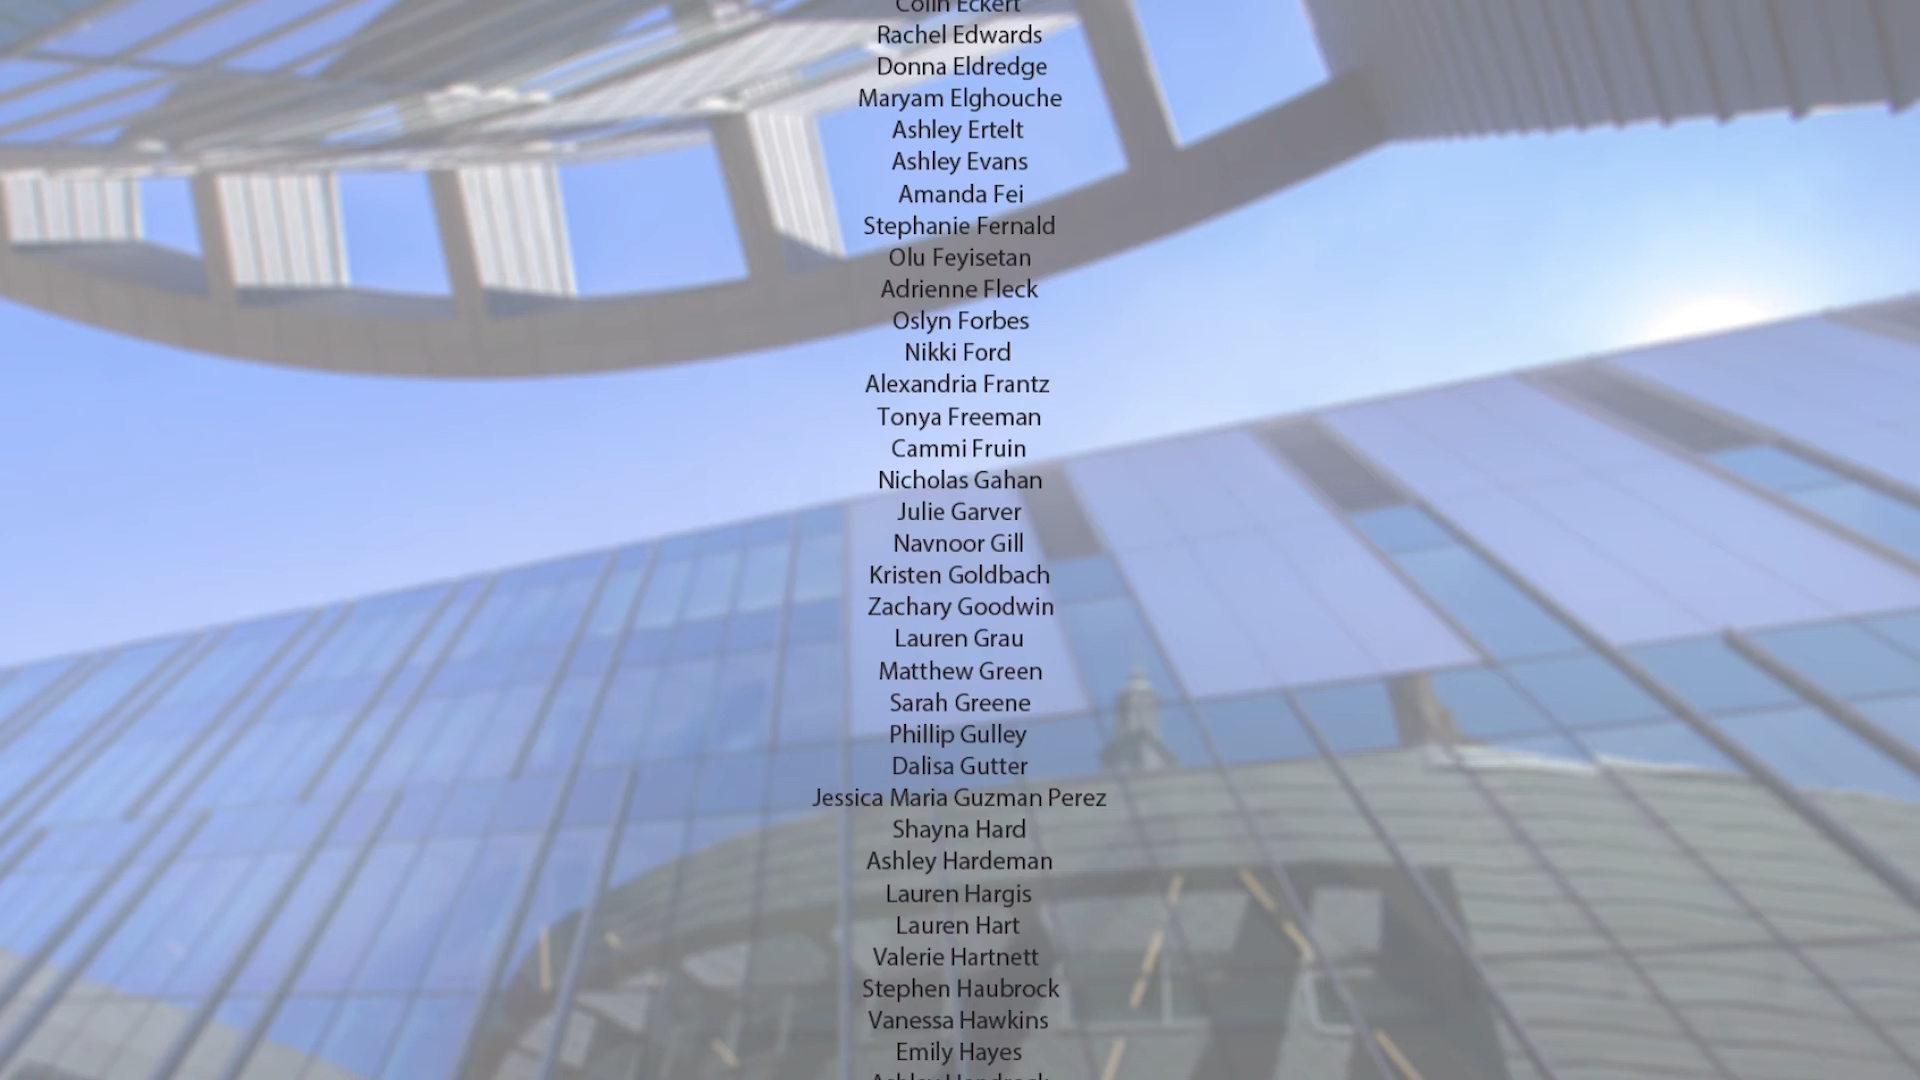 Colin Eckert
Rachel Edwards
Donna Eldredge
Maryam Elghouche
Ashley Ertelt
Ashley Evans
Amanda Fei
Stephanie Fernald
Olu Feyisetan
Adrienne Fleck
Oslyn Forbes
Nikki Ford
Alexandria Frantz
Tonya Freeman
Cammi Fruin
Nicholas Gahan
Julie Garver
Navnoor Gill
Kristen Goldbach
Zachary Goodwin
Lauren Grau
Matthew Green
Sarah Greene
Phillip Gulley
Dalisa Gutter
Jessica Maria Guzman Perez
Shayna Hard
Ashley Hardeman
Lauren Hargis
Lauren Hart
Valerie Hartnett
Stephen Haubrock
Vanessa Hawkins
Emily Hayes
Ashley